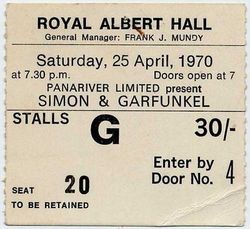 ROYAL ALBERT HALL
General Manager: FRANK J. MUNDY
Saturday, 25 April, 1970
at 7.30 p.m. Doors open at 7
PANARIVER LIMITED present
SIMON & GARFUNKEL
STALLS G 30/-
Enter by
SEAT 20 Door No. 4
TO BE RETAINED